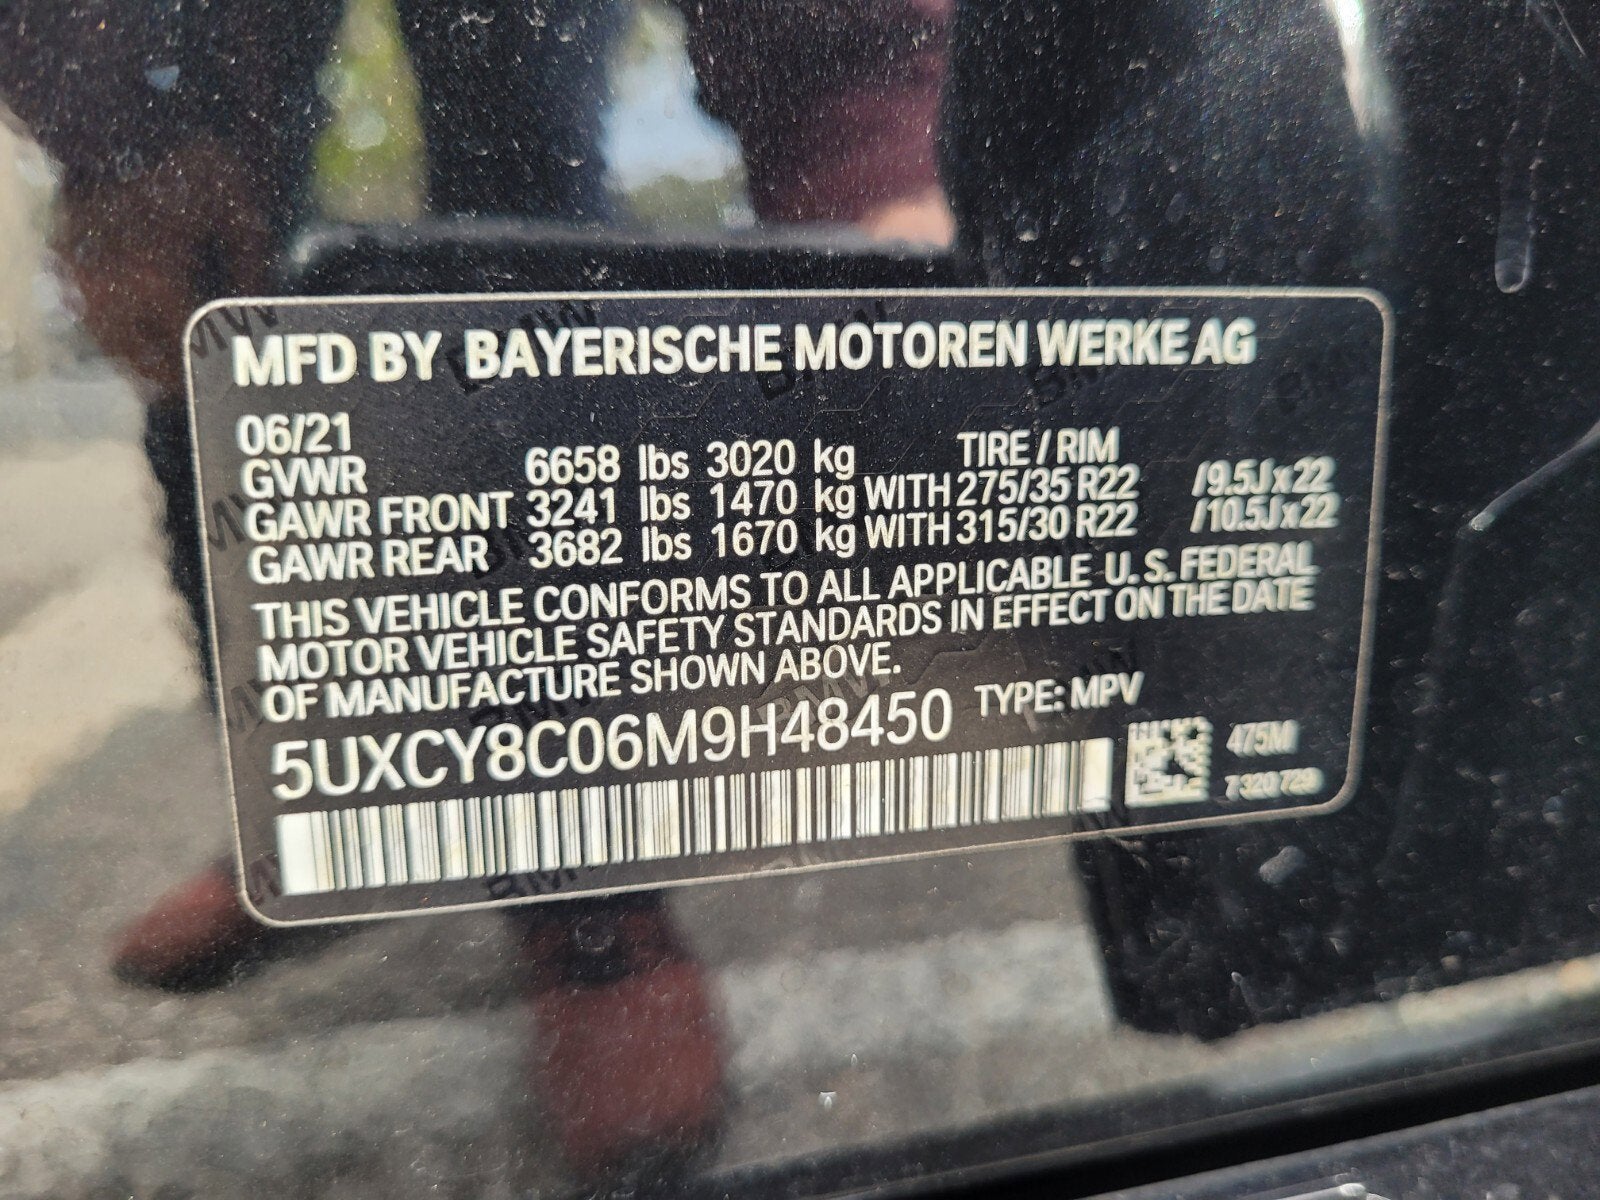 MFD BY BAYERISCHE MOTOREN WERKE AG
06/21 TIRE / RIM
GVWR 6658 lbs 3020 kg
GAWR FRONT 3241 lbs 1470 kg WITH 275/35 R22 /9.5Jx22
GAWR REAR 3682 lbs 1670 kg WITH 315/30 R22 /10.5Jx22
THIS VEHICLE CONFORMS TO ALL APPLICABLE U.S. FEDERAL
MOTOR VEHICLE SAFETY STANDARDS IN EFFECT ON THE DATE
OF MANUFACTURE SHOWN ABOVE.
5UXCY8C06M9H48450 TYPE: MPV
475MI
7320729